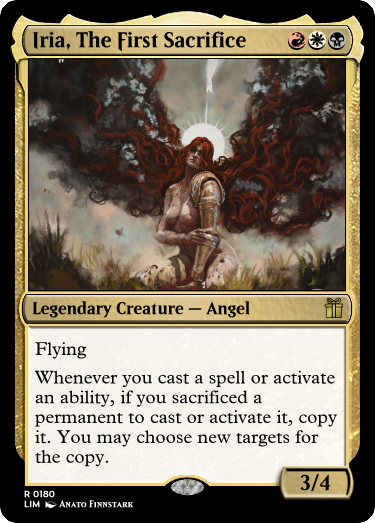 Iria, The First Sacrifice
Legendary Creature — Angel
Flying
Whenever you cast a spell or activate
an ability, if you sacrificed a
permanent to cast or activate it, copy
it. You may choose new targets for
the copy.
3/4
R 0180
LIM Anato Finnstark